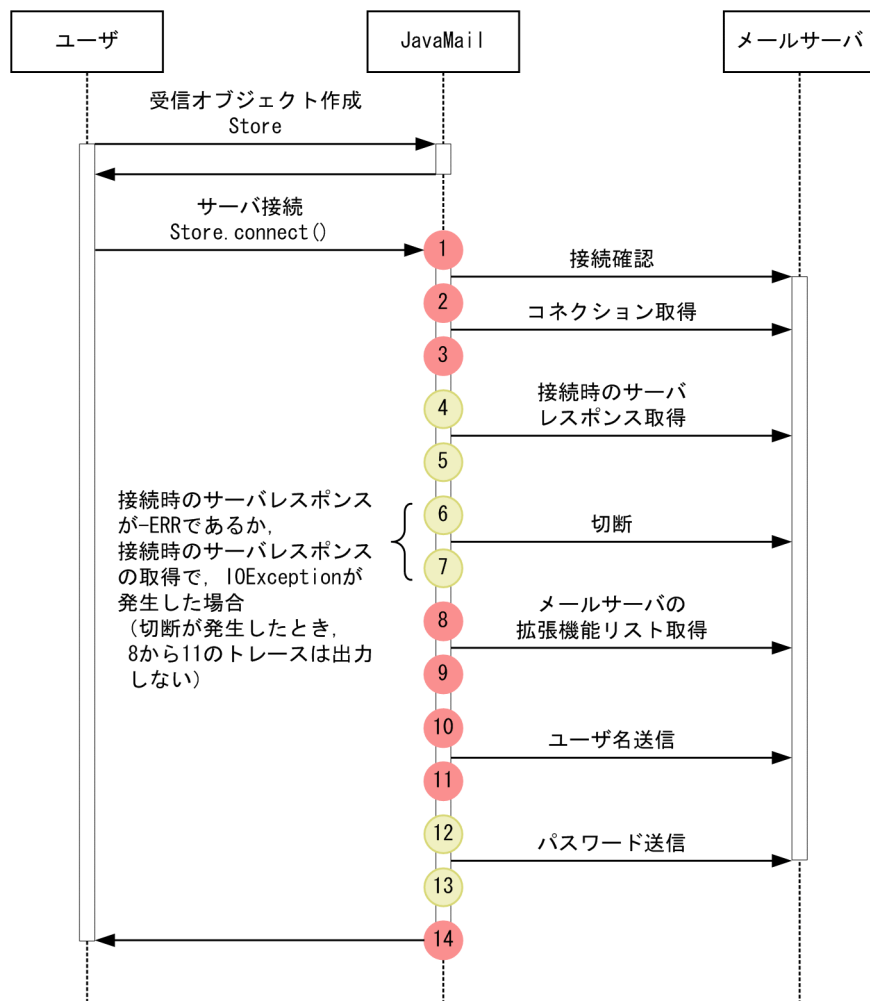 ユーザ
JavaMail
メールサーバ
受信オブジェクト作成
Store
サーバ接続
Store.connect()
1
接続確認
2
コネクション取得
3
4
接続時のサーバ
レスポンス取得
5
接続時のサーバレスポンス
が-ERRであるか,
接続時のサーバレスポンス
の取得で, IOExceptionが
発生した場合
（切断が発生したとき,
8から11のトレースは出力
しない）
6
切断
7
8
メールサーバの
拡張機能リスト取得
9
10
ユーザ名送信
11
12
パスワード送信
13
14